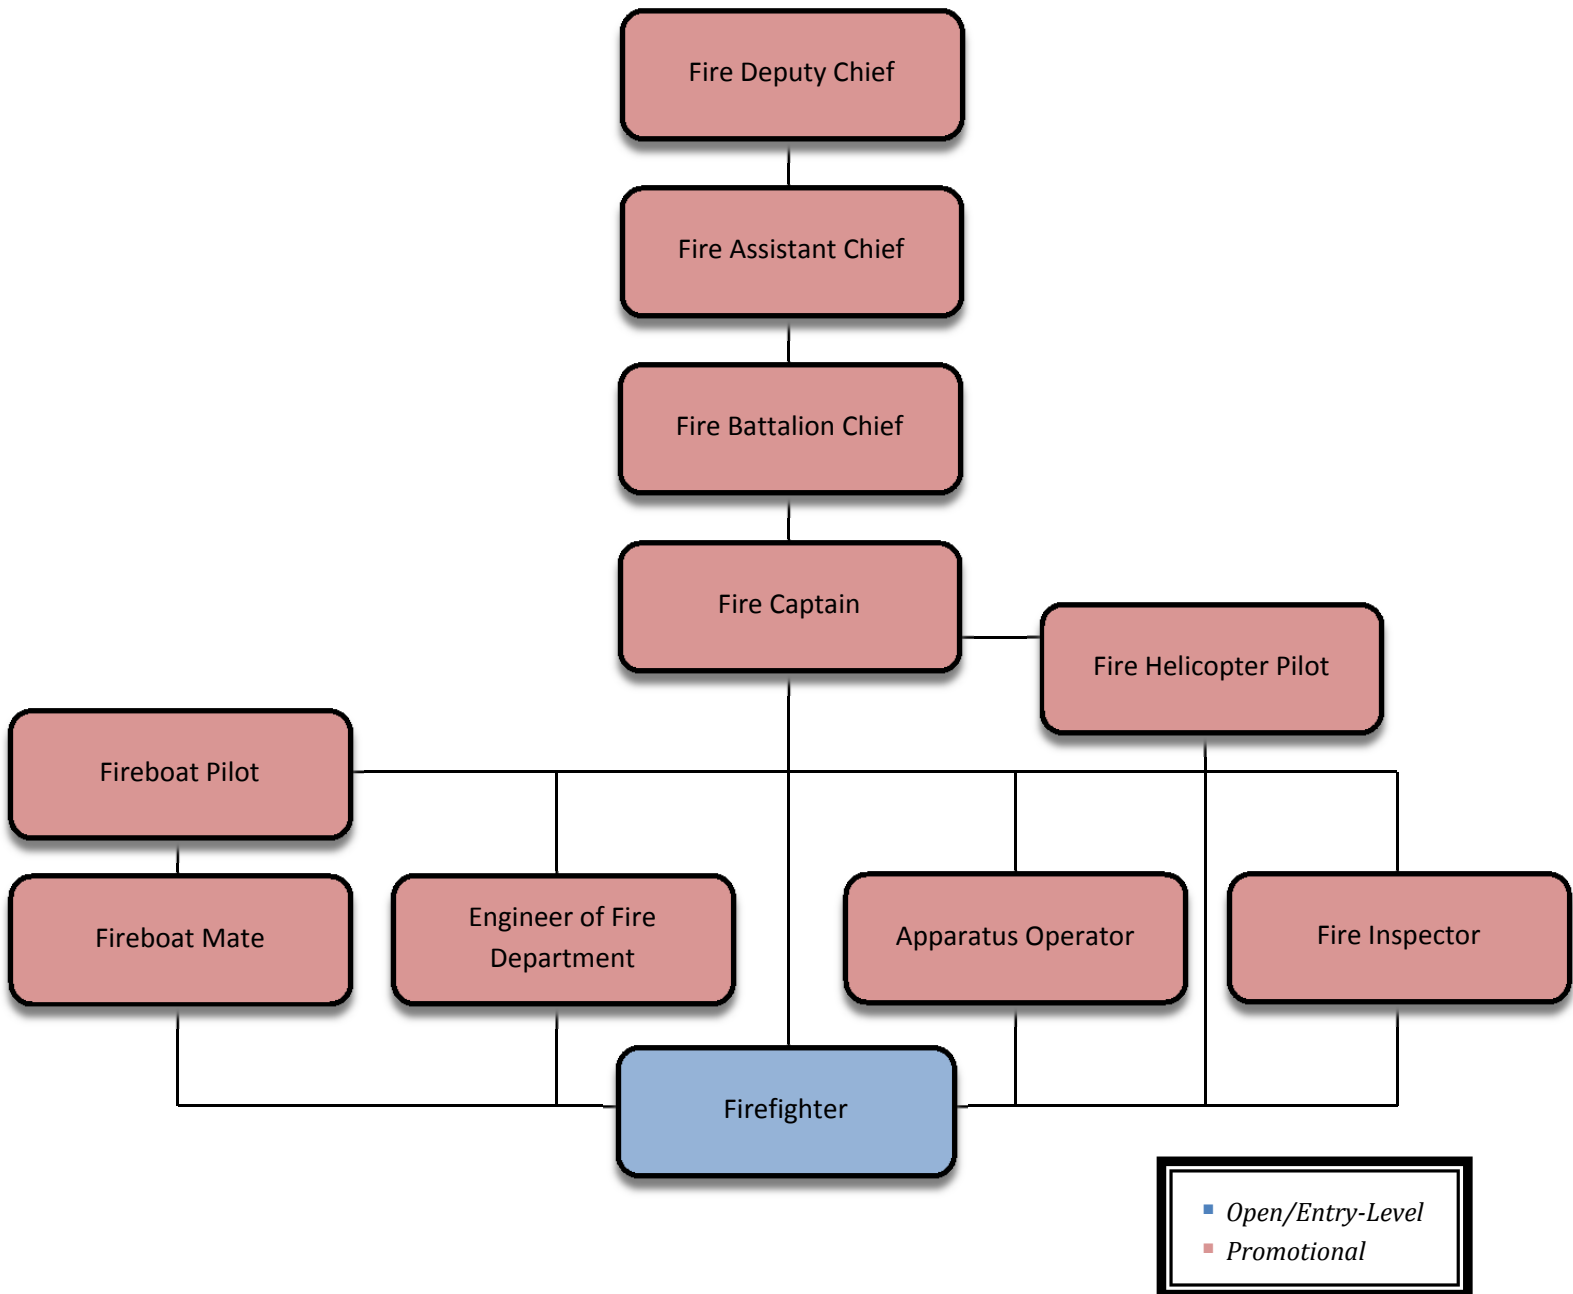 Fire Deputy Chief
Fire Assistant Chief
Fire Battalion Chief
Fire Captain
Fire Helicopter Pilot
Fireboat Pilot
Fireboat Mate
Engineer of Fire
Department
Apparatus Operator
Fire Inspector
Firefighter
Open/Entry-Level
Promotional